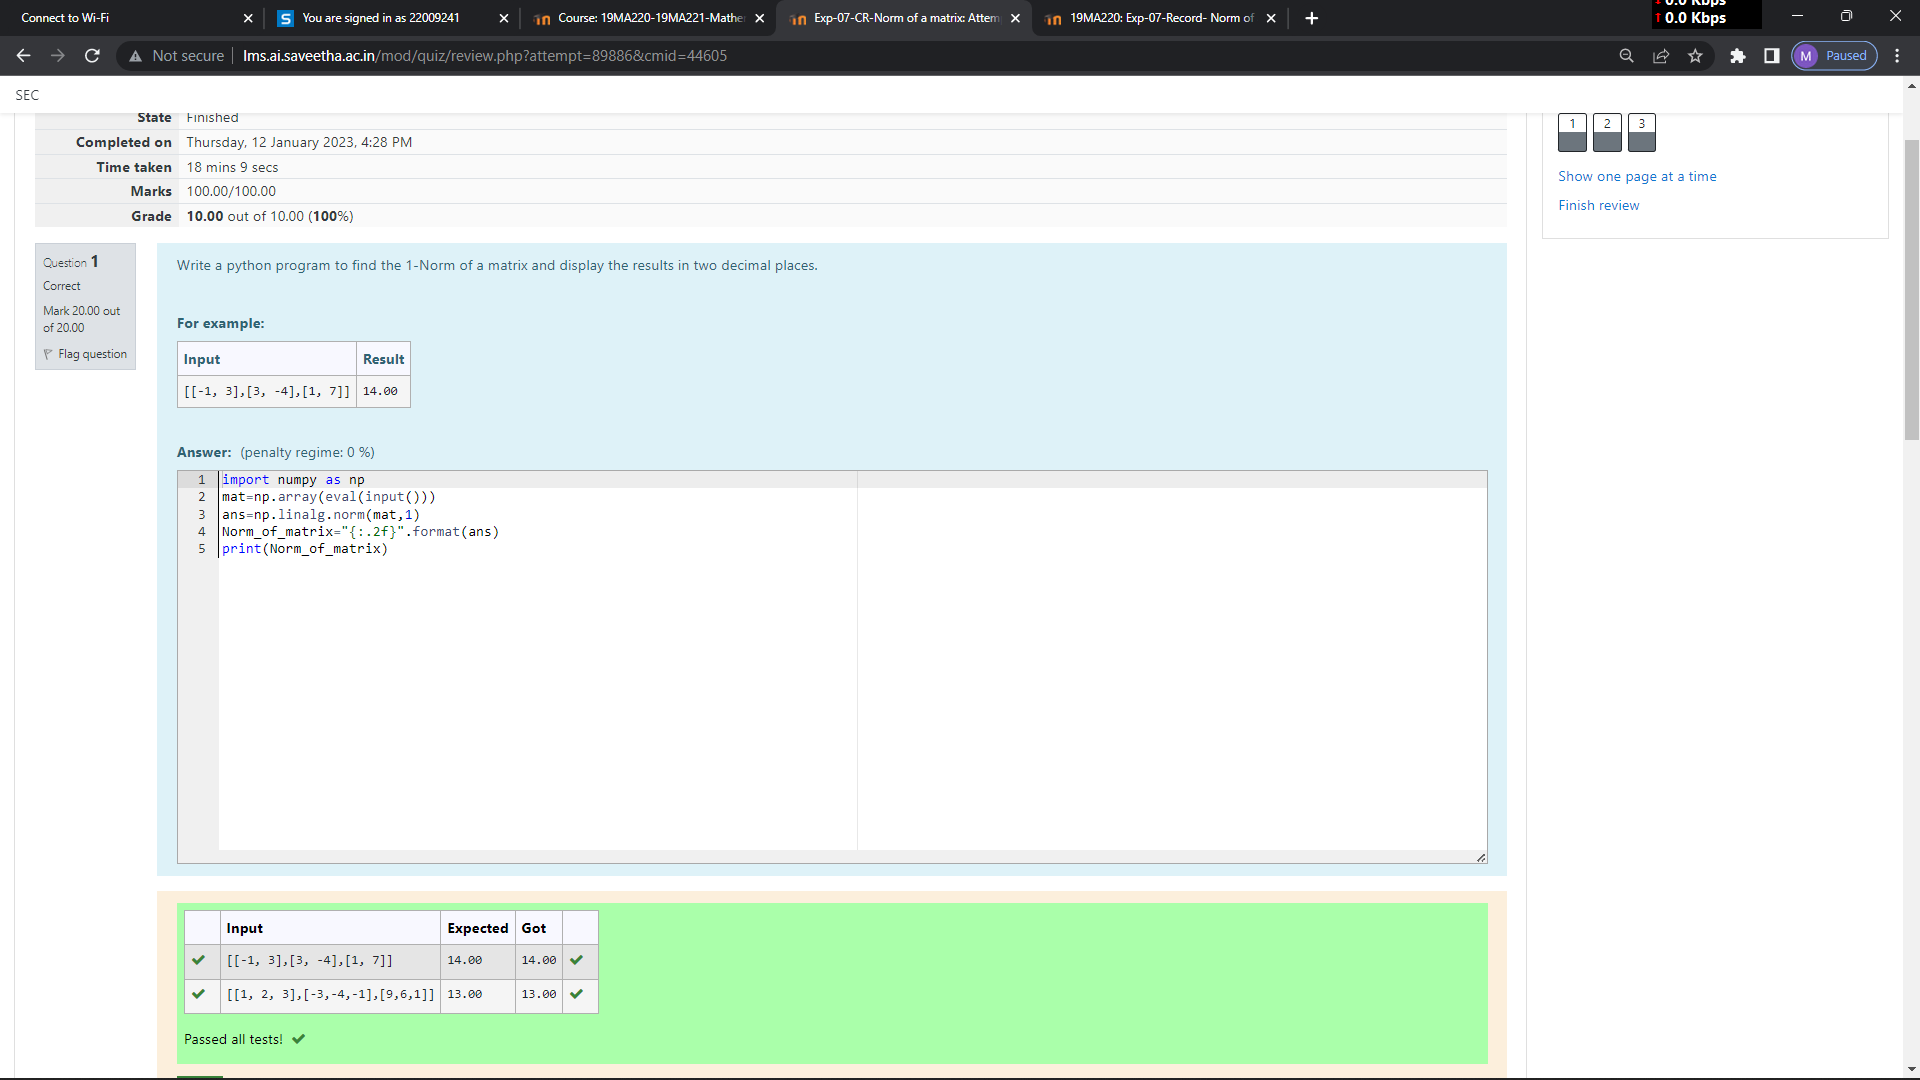 Connect to Wi-Fi
You are signed in as 22009241
Course: 19MA220-19MA221-Mathe
Exp-07-CR-Norm of a matrix: Attem
19MA220: Exp-07-Record- Norm of
0.0 Kbps
0.0 Kbps
Not secure
lms.ai.saveetha.ac.in/mod/quiz/review.php?attempt=89886&cmid=44605
M Paused
SEC
State Finished
Completed on Thursday, 12 January 2023, 4:28 PM
Time taken 18 mins 9 secs
Marks 100.00/100.00
Grade 10.00 out of 10.00 (100%)
1 2 3
Show one page at a time
Finish review
Question 1
Correct
Mark 20.00 out
of 20.00
Flag question
Write a python program to find the 1-Norm of a matrix and display the results in two decimal places.
For example:
Input Result
[[-1, 3],[3, -4],[1, 7]] 14.00
Answer: (penalty regime: 0 %)
1 import numpy as np
2 mat=np.array(eval(input()))
3 ans=np.linalg.norm(mat,1)
4 Norm_of_matrix="{:.2f}".format(ans)
5 print(Norm_of_matrix)
Input Expected Got
[[-1, 3],[3, -4],[1, 7]] 14.00 14.00
[[1, 2, 3],[-3,-4,-1],[9,6,1]] 13.00 13.00
Passed all tests!